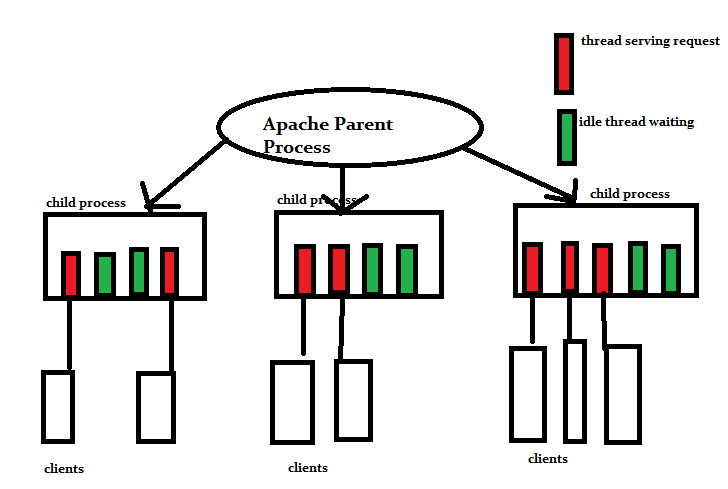 thread serving request
idle thread waiting
Apache Parent
Process
child process
child process
child process
clients
clients
clients